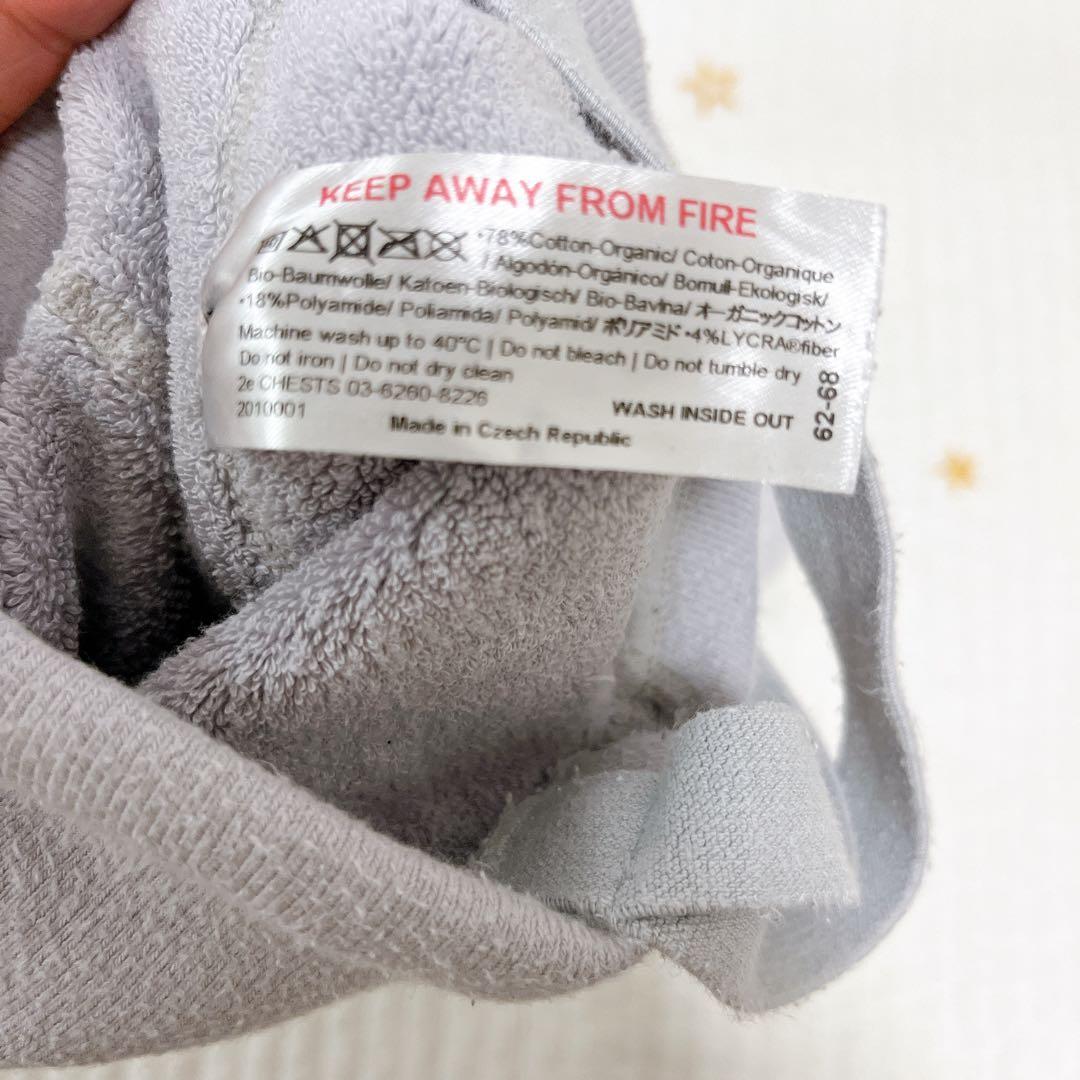 KEEP AWAY FROM FIRE
•78%Cotton-Organic/ Coton-Organique
/ Algodón-Orgánico/ Bomull-Ekologisk/
Bio-Baumwolle/ Katoen-Biologisch/ Bio-Bavlna/ オーガニックコットン
•18%Polyamide/ Poliamida/ Polyamid/ ポリアミド •4%LYCRA®fiber
Machine wash up to 40°C | Do not bleach | Do not tumble dry
Do not iron | Do not dry clean
2e CHESTS 03-6260-8226
2010001
WASH INSIDE OUT
Made in Czech Republic
62-68